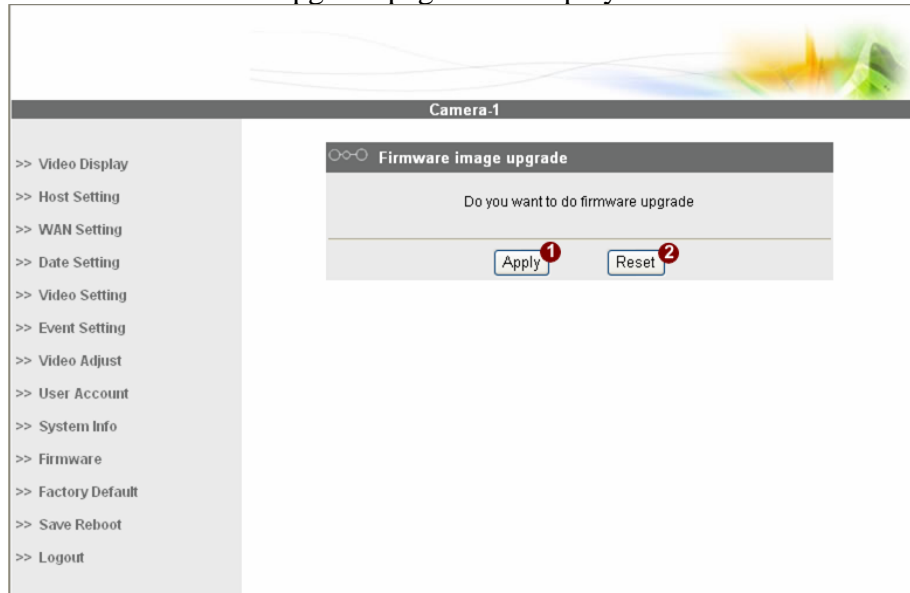 Camera-1
>> Video Display
>> Host Setting
>> WAN Setting
>> Date Setting
>> Video Setting
>> Event Setting
>> Video Adjust
>> User Account
>> System Info
>> Firmware
>> Factory Default
>> Save Reboot
>> Logout
Firmware image upgrade
Do you want to do firmware upgrade
Apply 1 Reset 2